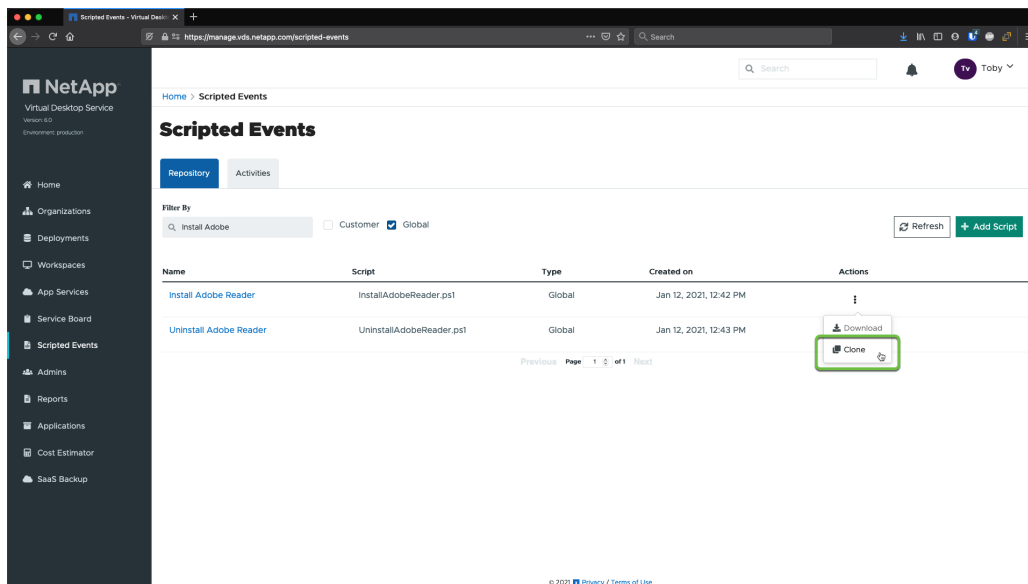 Scripted Events - Virtual Deskt
https://manage.vds.netapp.com/scripted-events
Search
NetApp
Virtual Desktop Service
Version: 6.0
Environment: production
Search
Tv
Toby
Home > Scripted Events
Scripted Events
Repository
Activities
Home
Organizations
Deployments
Workspaces
App Services
Service Board
Scripted Events
Admins
Reports
Applications
Cost Estimator
SaaS Backup
Filter By
Install Adobe
Customer
Global
Refresh
+ Add Script
Name Script Type Created on Actions
Install Adobe Reader InstallAdobeReader.ps1 Global Jan 12, 2021, 12:42 PM
Uninstall Adobe Reader UninstallAdobeReader.ps1 Global Jan 12, 2021, 12:43 PM
Download
Clone
Previous Page 1 of 1 Next
© 2021 Privacy / Terms of Use